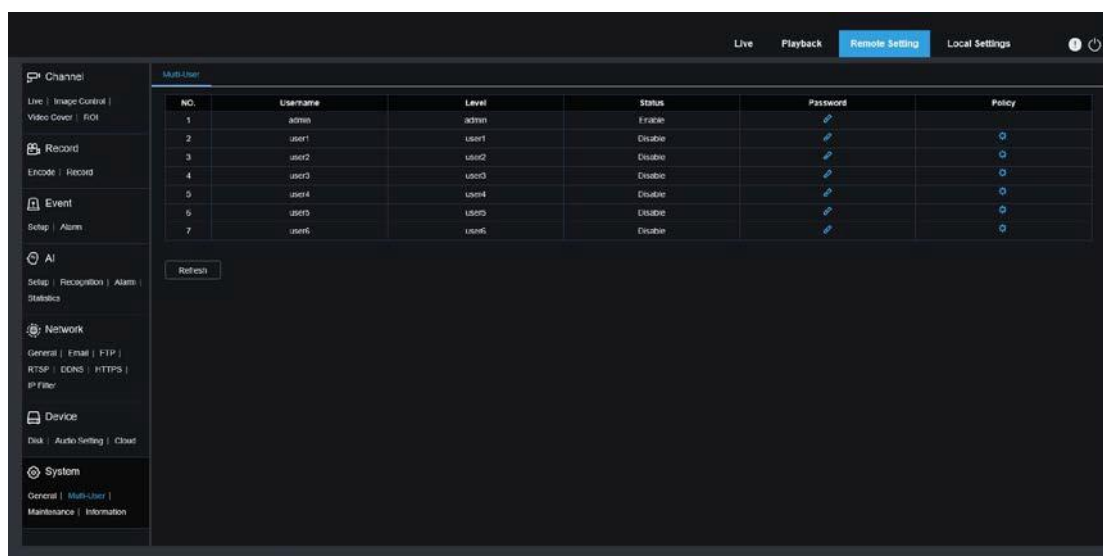 Live Playback Remote Setting Local Settings
Channel
Live | Image Control |
Video Cover | ROI
Record
Encode | Record
Event
Setup | Alarm
AI
Setup | Recognition | Alarm |
Statistics
Network
General | Email | FTP |
RTSP | DDNS | HTTPS |
IP Filter
Device
Disk | Audio Setting | Cloud
System
General | Multi-User |
Maintenance | Information
Multi-User
NO. Username Level Status Password Policy
1 admin admin Enable
2 user1 user1 Disable
3 user2 user2 Disable
4 user3 user3 Disable
5 user4 user4 Disable
6 user5 user5 Disable
7 user6 user6 Disable
Refresh